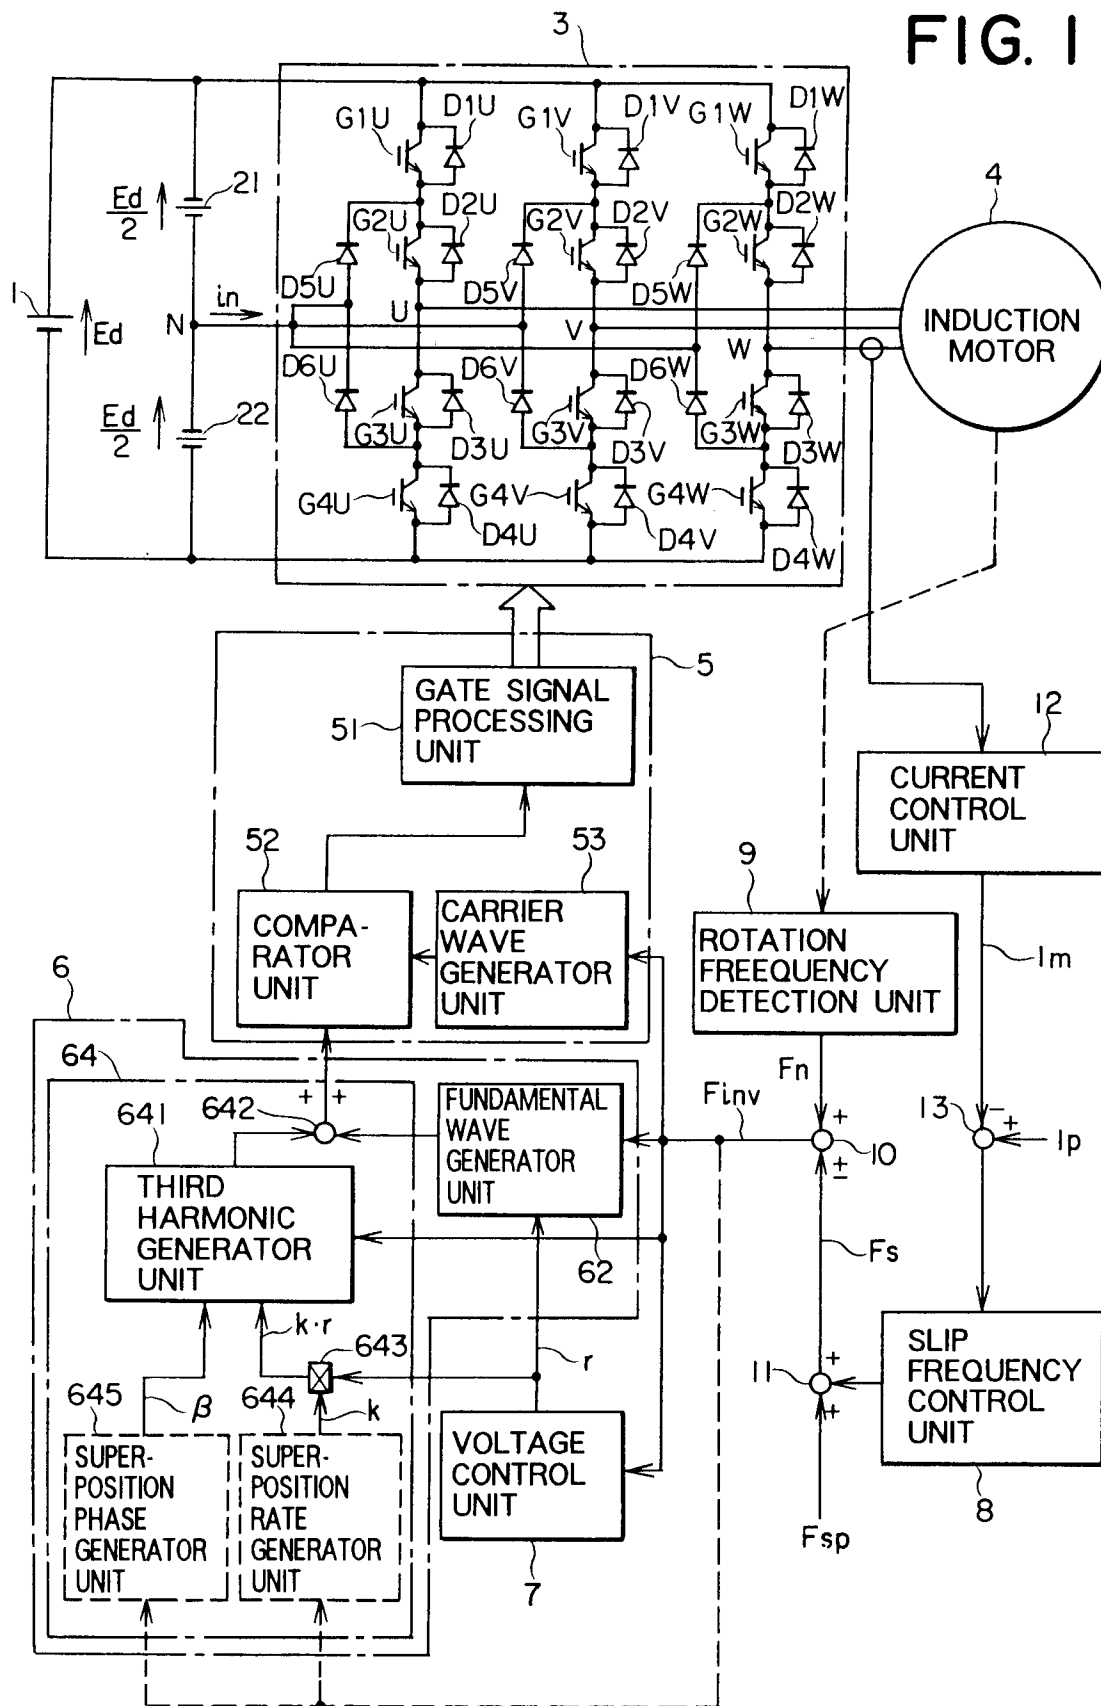 FIG. 1
3
G1U
D1U
G1V
D1V
G1W
D1W
4
Ed/2
21
G2U
D2U
G2V
D2V
G2W
D2W
1
Ed
N
in
D5U
U
D5V
V
D5W
W
INDUCTION
MOTOR
D6U
D6V
D6W
Ed/2
22
G3U
D3U
G3V
D3V
G3W
D3W
G4U
D4U
G4V
D4V
G4W
D4W
5
51
GATE SIGNAL
PROCESSING
UNIT
12
CURRENT
CONTROL
UNIT
52
COMPA-
RATOR
UNIT
53
CARRIER
WAVE
GENERATOR
UNIT
9
ROTATION
FREEQUENCY
DETECTION UNIT
Im
6
64
641
642
+ +
FUNDAMENTAL
WAVE
GENERATOR
UNIT
62
Finv
Fn
+
10
±
13
-
+
Ip
THIRD
HARMONIC
GENERATOR
UNIT
Fs
k·r
643
r
645
β
644
k
SUPER-
POSITION
PHASE
GENERATOR
UNIT
SUPER-
POSITION
RATE
GENERATOR
UNIT
VOLTAGE
CONTROL
UNIT
7
11
+
+
Fsp
SLIP
FREQUENCY
CONTROL
UNIT
8